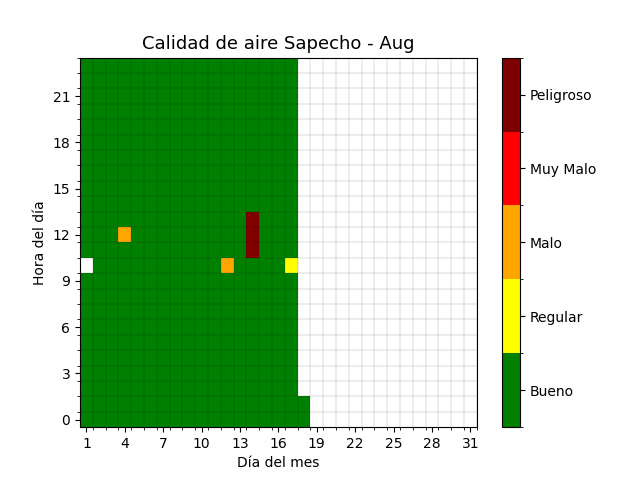 Calidad de aire Sapecho - Aug
Hora del día
21
18
15
12
9
6
3
0
1 4 7 10 13 16 19 22 25 28 31
Día del mes
Peligroso
Muy Malo
Malo
Regular
Bueno